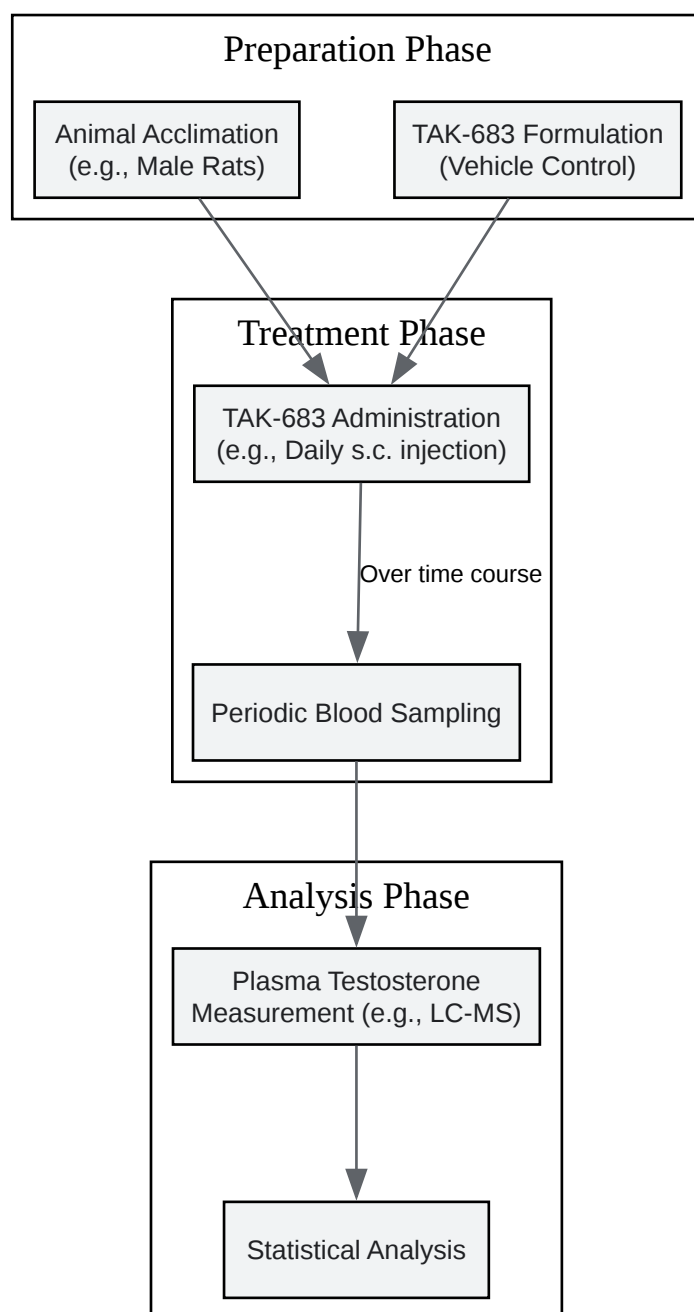 Preparation Phase
Animal Acclimation
(e.g., Male Rats)
TAK-683 Formulation
(Vehicle Control)
Treatment Phase
TAK-683 Administration
(e.g., Daily s.c. injection)
Over time course
Periodic Blood Sampling
Analysis Phase
Plasma Testosterone
Measurement (e.g., LC-MS)
Statistical Analysis